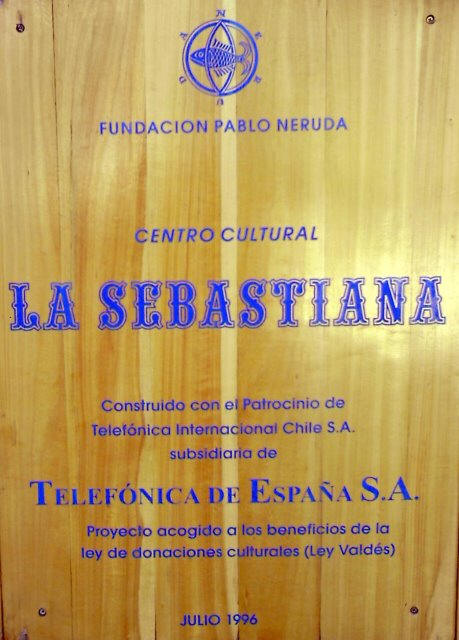 NERUDA
FUNDACION PABLO NERUDA
CENTRO CULTURAL
LA SEBASTIANA
Construido con el Patrocinio de
Telefónica Internacional Chile S.A.
subsidiaria de
TELEFÓNICA DE ESPAÑA S.A.
Proyecto acogido a los beneficios de la
ley de donaciones culturales (Ley Valdés)
JULIO 1996